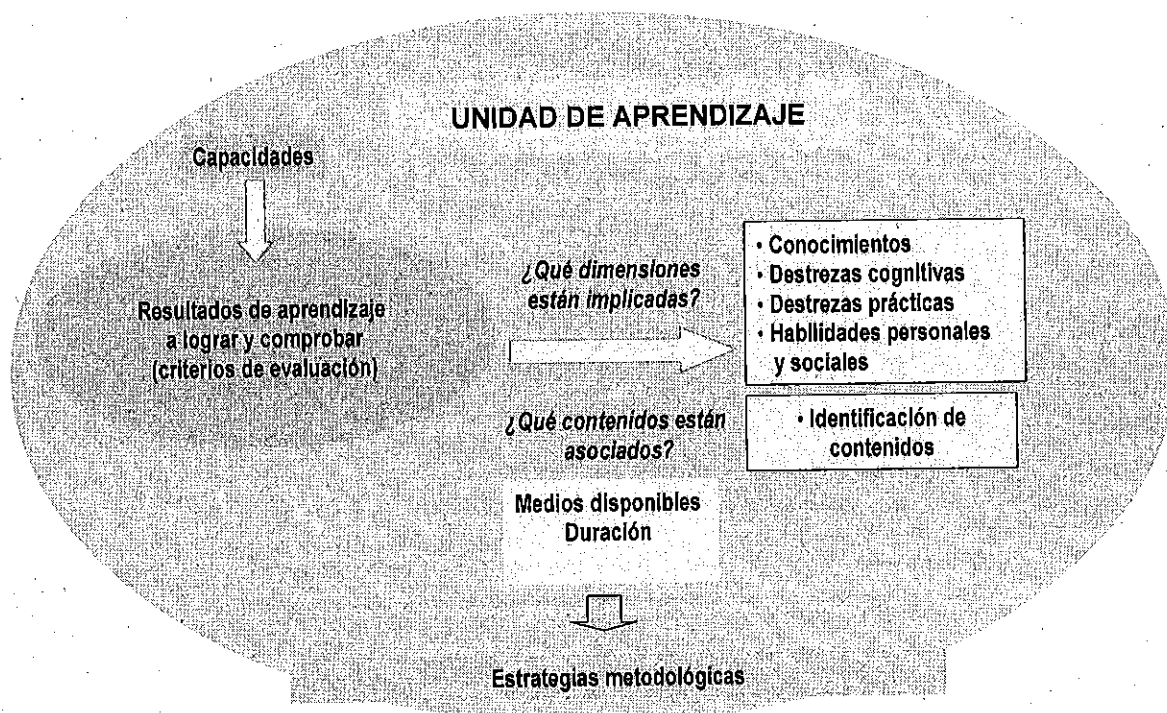 UNIDAD DE APRENDIZAJE
Capacidades
Resultados de aprendizaje
a lograr y comprobar
(criterios de evaluación)
¿Qué dimensiones
están implicadas?
• Conocimientos
• Destrezas cognitivas
• Destrezas prácticas
• Habilidades personales
y sociales
¿Qué contenidos están
asociados?
• Identificación de
contenidos
Medios disponibles
Duración
Estrategias metodológicas